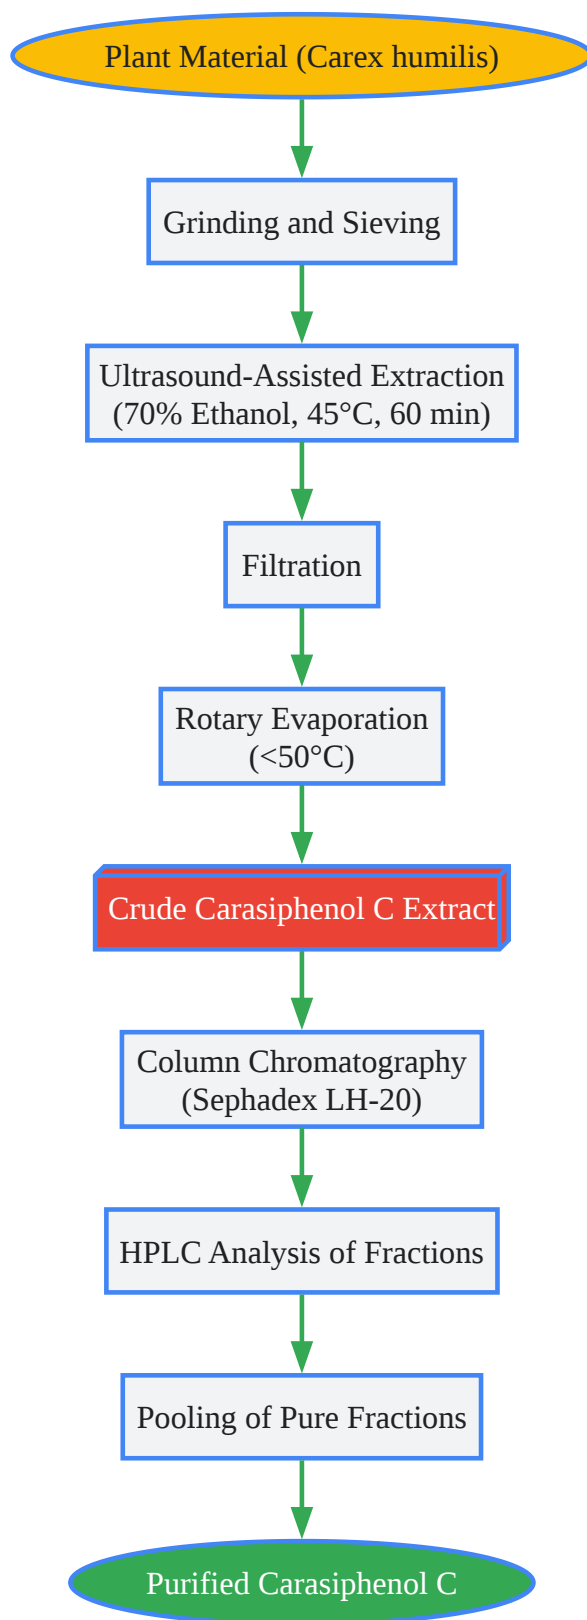 Plant Material (Carex humilis)
Grinding and Sieving
Ultrasound-Assisted Extraction
(70% Ethanol, 45°C, 60 min)
Filtration
Rotary Evaporation
(<50°C)
Crude Carasiphenol C Extract
Column Chromatography
(Sephadex LH-20)
HPLC Analysis of Fractions
Pooling of Pure Fractions
Purified Carasiphenol C